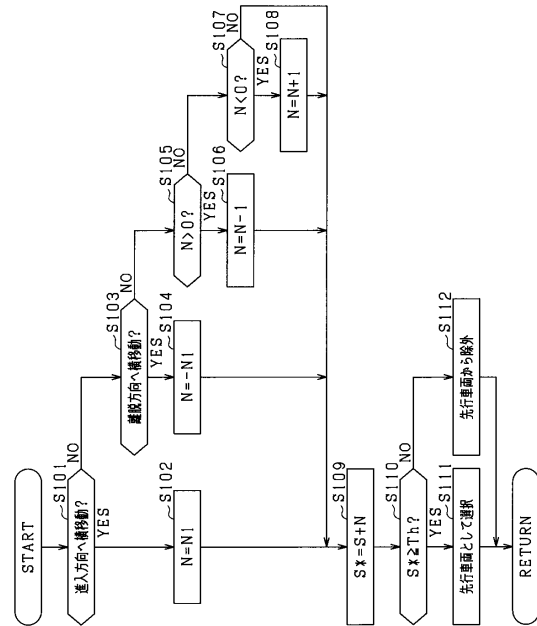 START
S101
進入方向へ横移動?
NO
YES
S102
N=N1
S103
離脱方向へ横移動?
NO
YES
S104
N=-N1
S105
N>0?
NO
YES
S106
N=N-1
S107
N<0?
NO
YES
S108
N=N+1
S109
S*=S+N
S110
S*≧Th?
NO
YES
S111
先行車両として選択
S112
先行車両から除外
RETURN